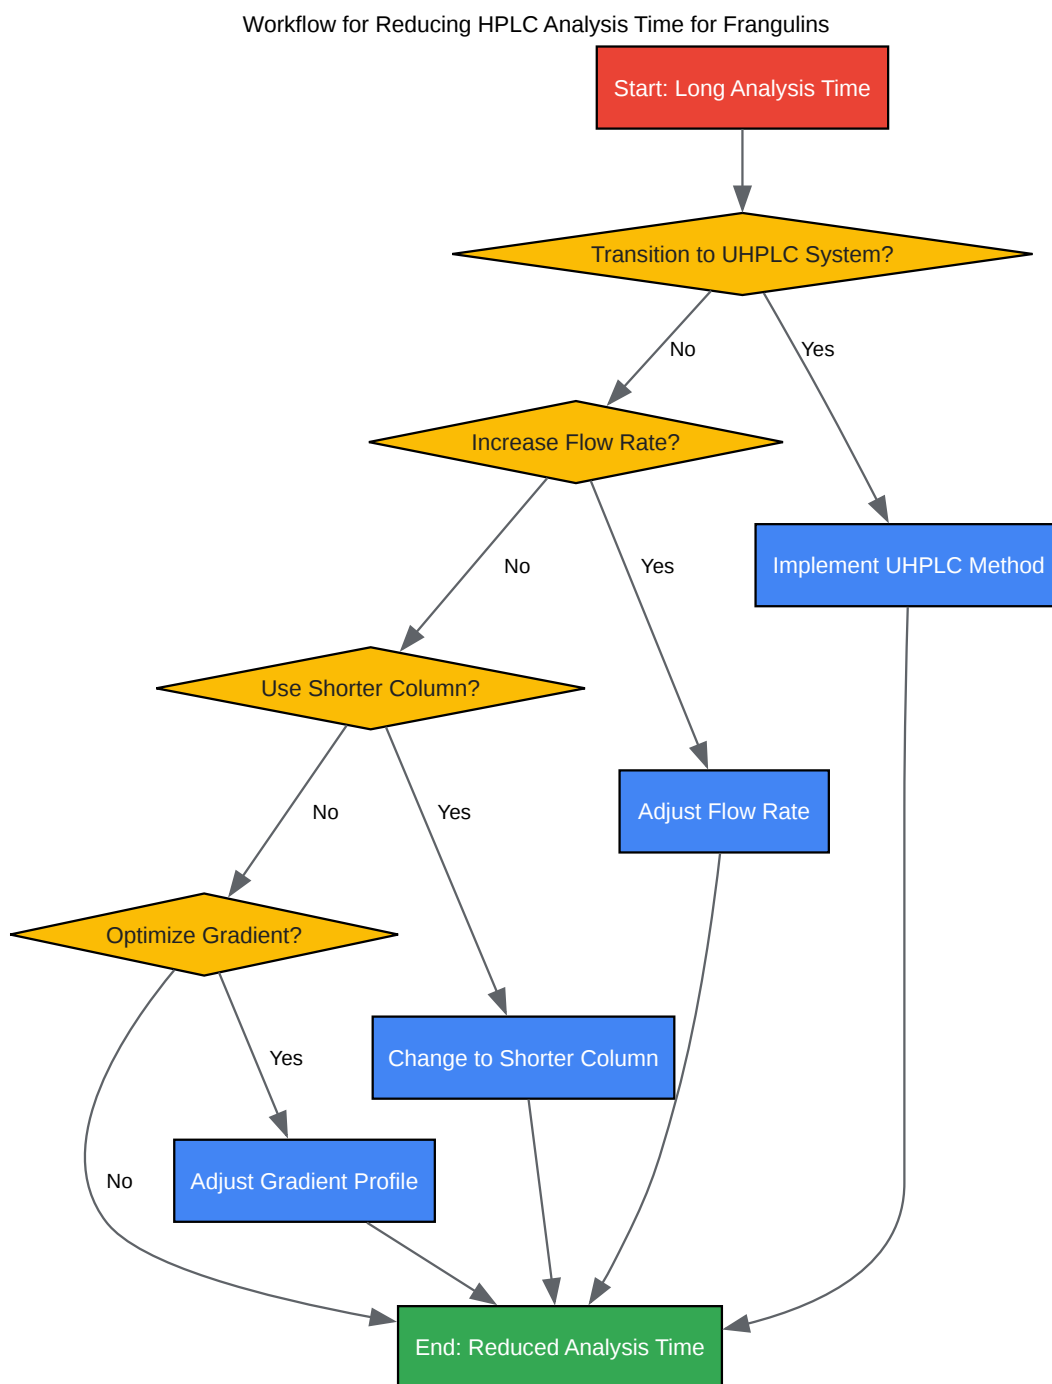 Workflow for Reducing HPLC Analysis Time for Frangulins
Start: Long Analysis Time
Transition to UHPLC System?
No
Yes
Increase Flow Rate?
No
Yes
Implement UHPLC Method
Use Shorter Column?
No
Yes
Adjust Flow Rate
Optimize Gradient?
Yes
Change to Shorter Column
No
Adjust Gradient Profile
End: Reduced Analysis Time